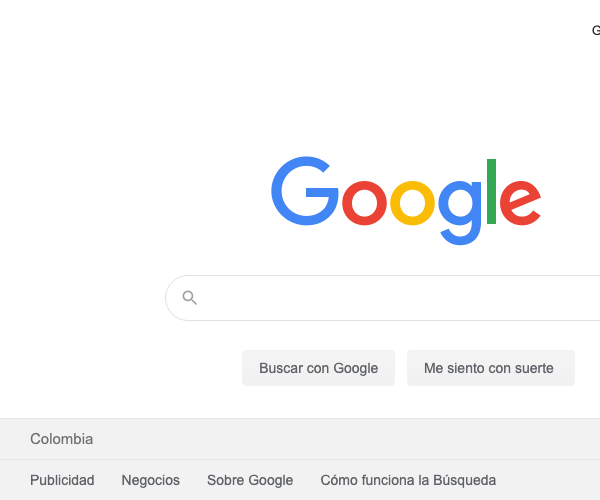 G
Google
Buscar con Google Me siento con suerte
Colombia
Publicidad Negocios Sobre Google Cómo funciona la Búsqueda